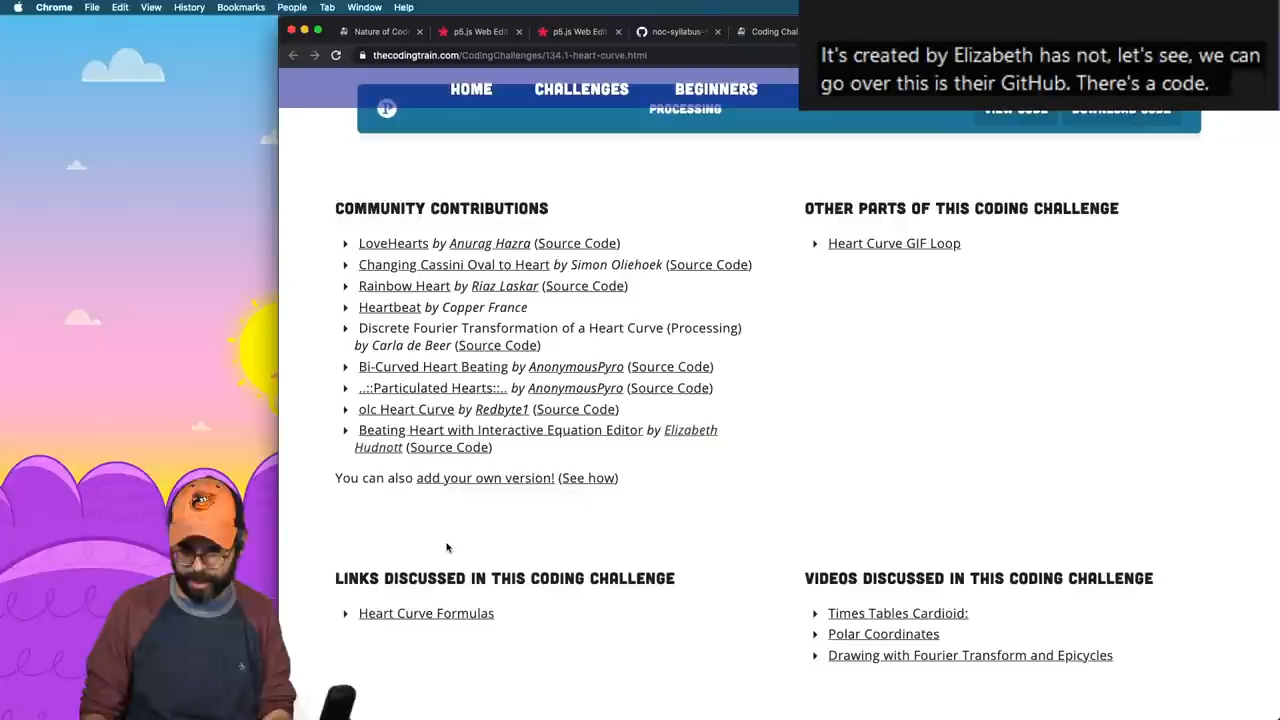 Chrome File Edit View History Bookmarks People Tab Window Help
Nature of Code
p5.js Web Edit
p5.js Web Edit
noc-syllabus-
Coding Chal
thecodingtrain.com/CodingChallenges/134.1-heart-curve.html
It's created by Elizabeth has not, let's see, we can
go over this is their GitHub. There's a code.
HOME CHALLENGES BEGINNERS
PROCESSING
VIEW CODE DOWNLOAD CODE
COMMUNITY CONTRIBUTIONS
LoveHearts by Anurag Hazra (Source Code)
Changing Cassini Oval to Heart by Simon Oliehoek (Source Code)
Rainbow Heart by Riaz Laskar (Source Code)
Heartbeat by Copper France
Discrete Fourier Transformation of a Heart Curve (Processing)
by Carla de Beer (Source Code)
Bi-Curved Heart Beating by AnonymousPyro (Source Code)
..::Particulated Hearts::.. by AnonymousPyro (Source Code)
olc Heart Curve by Redbyte1 (Source Code)
Beating Heart with Interactive Equation Editor by Elizabeth
Hudnott (Source Code)
You can also add your own version! (See how)
OTHER PARTS OF THIS CODING CHALLENGE
Heart Curve GIF Loop
LINKS DISCUSSED IN THIS CODING CHALLENGE
Heart Curve Formulas
VIDEOS DISCUSSED IN THIS CODING CHALLENGE
Times Tables Cardioid:
Polar Coordinates
Drawing with Fourier Transform and Epicycles